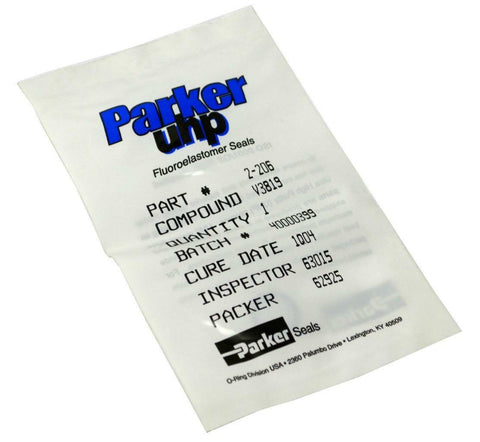 Parker
uhp
Fluoroelastomer Seals
PART # 2-206
COMPOUND V3819
QUANTITY 1
BATCH # 40000399
CURE DATE 1Q04
INSPECTOR 63015
PACKER 62925
Parker Seals
O-Ring Division USA • 2360 Palumbo Drive • Lexington, KY 40509